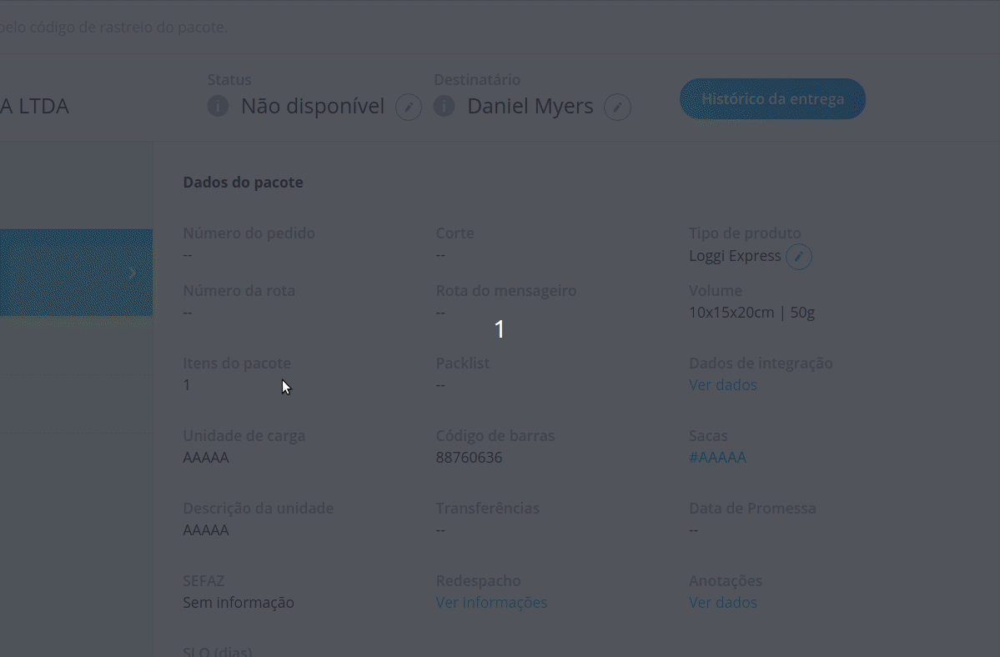 pelo código de rastreio do pacote.
Status
Destinatário
A LTDA
Não disponível
Daniel Myers
Histórico da entrega
Dados do pacote
Número do pedido
Corte
Tipo de produto
--
--
Loggi Express
Número da rota
Rota do mensageiro
Volume
--
--
10x15x20cm | 50g
1
Itens do pacote
Packlist
Dados de integração
1
--
Ver dados
Unidade de carga
Código de barras
Sacas
AAAAA
88760636
#AAAAA
Descrição da unidade
Transferências
Data de Promessa
AAAAA
--
--
SEFAZ
Redespacho
Anotações
Sem informação
Ver informações
Ver dados
SLO (dias)